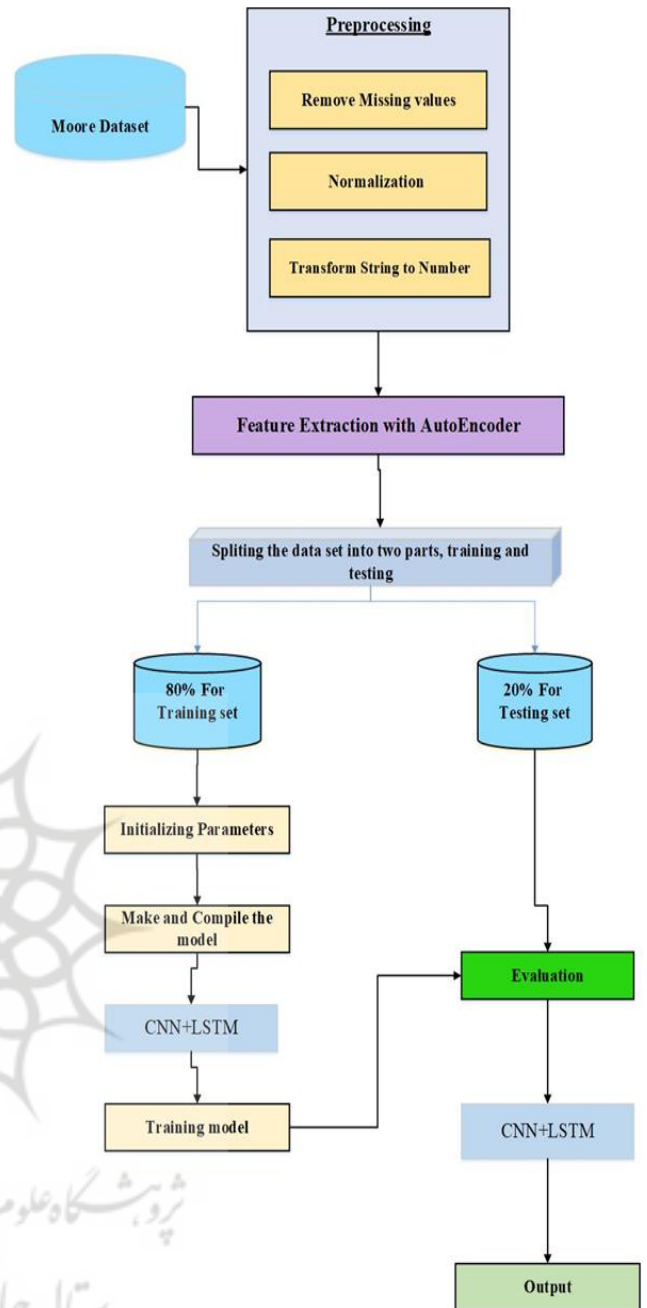 Preprocessing
Moore Dataset
Remove Missing values
Normalization
Transform String to Number
Feature Extraction with AutoEncoder
Spliting the data set into two parts, training and
testing
80% For
Training set
20% For
Testing set
Initializing Parameters
Make and Compile the
model
CNN+LSTM
Training model
Evaluation
CNN+LSTM
Output